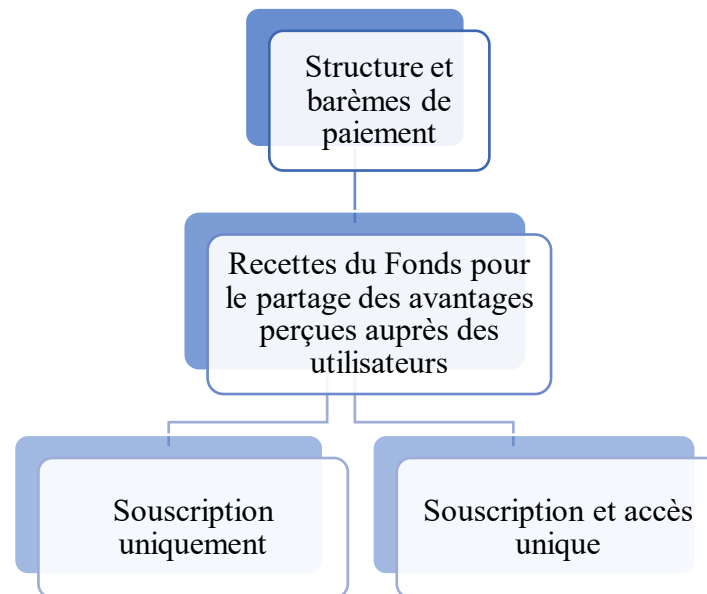 Structure et
barèmes de
paiement
Recettes du Fonds pour
le partage des avantages
perçues auprès des
utilisateurs
Souscription
uniquement
Souscription et accès
unique